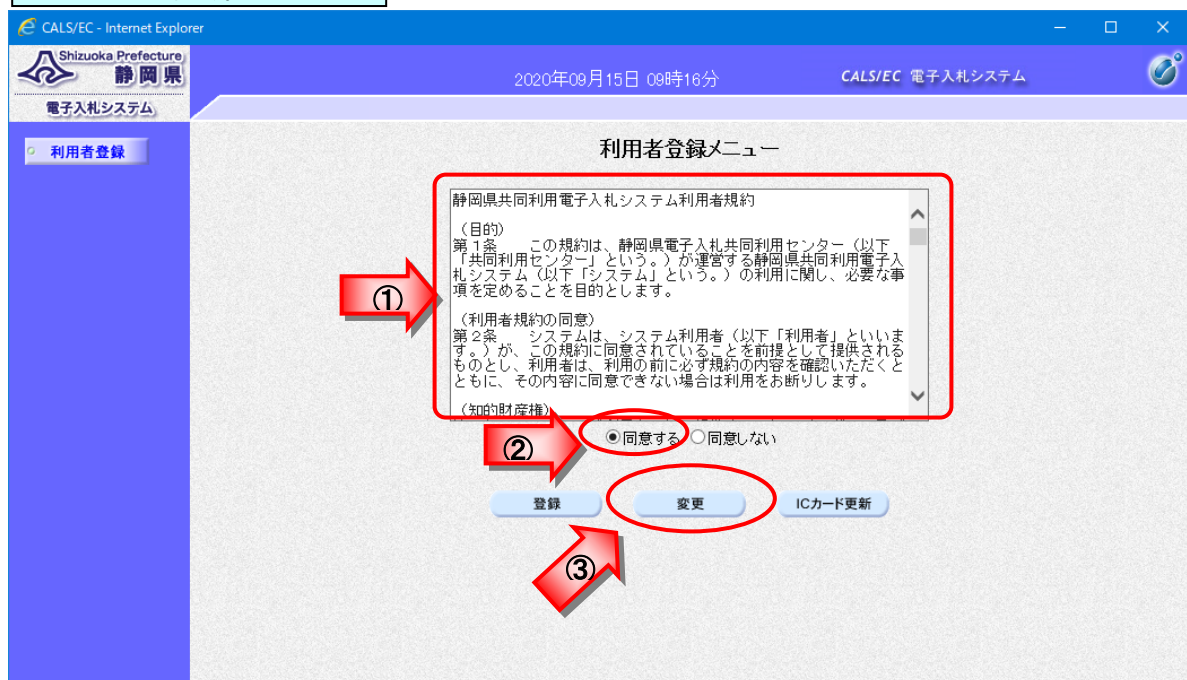 CALS/EC - Internet Explorer
Shizuoka Prefecture
静岡県
電子入札システム
2020年09月15日 09時16分
CALS/EC 電子入札システム
利用者登録
利用者登録メニュー
静岡県共同利用電子入札システム利用者規約
(目的)
第1条　　この規約は、静岡県電子入札共同利用センター(以下
「共同利用センター」という。)が運営する静岡県共同利用電子入
札システム(以下「システム」という。)の利用に関し、必要な事
項を定めることを目的とします。
(利用者規約の同意)
第2条　　システムは、システム利用者(以下「利用者」といいま
す。)が、この規約に同意されていることを前提として提供される
ものとし、利用者は、利用の前に必ず規約の内容を確認いただくと
ともに、その内容に同意できない場合は利用をお断りします。
(知的財産権)
①
②
同意する 同意しない
登録 変更 ICカード更新
③